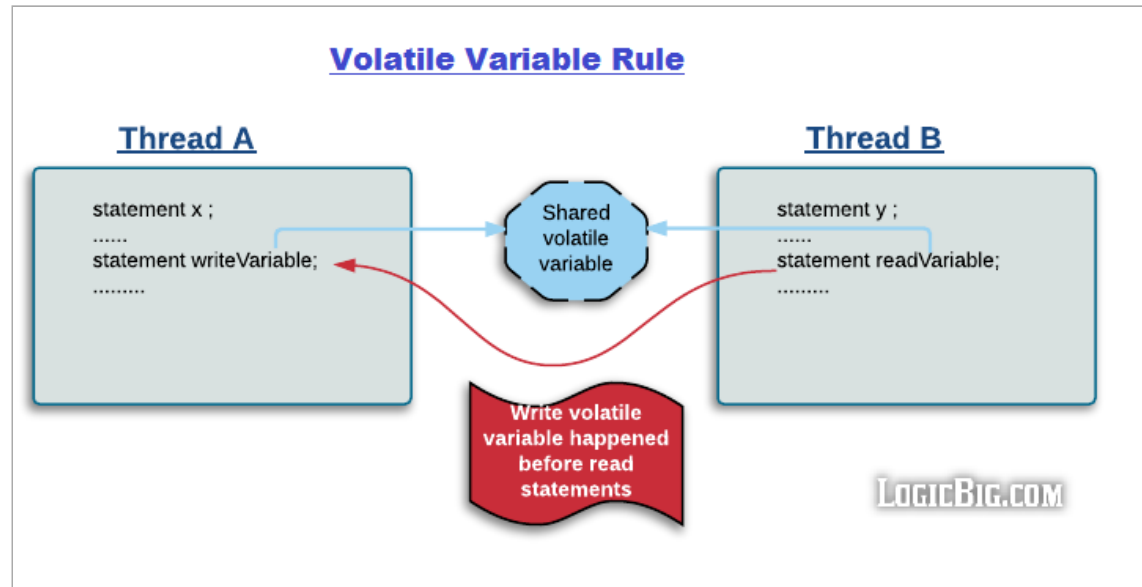 Volatile Variable Rule
Thread A
Thread B
statement x ;
......
statement writeVariable;
.........
Shared
volatile
variable
statement y ;
......
statement readVariable;
.........
Write volatile
variable happened
before read
statements
LogicBig.com